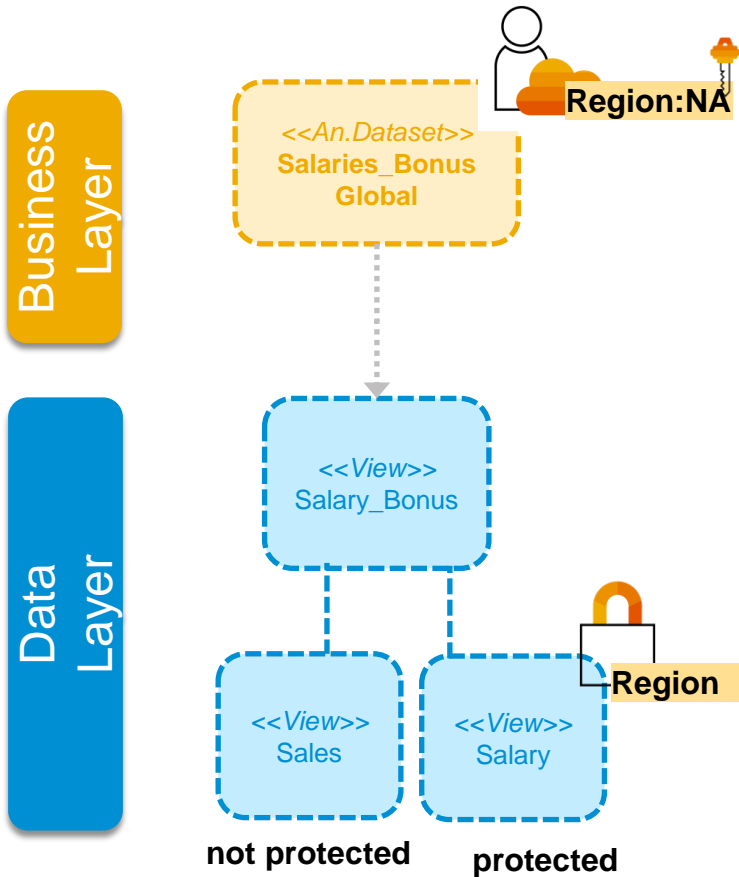 Business
Layer
Region:NA
<<An.Dataset>>
Salaries_Bonus
Global
Data
Layer
<<View>>
Salary_Bonus
<<View>>
Sales
<<View>>
Salary
Region
not protected
protected